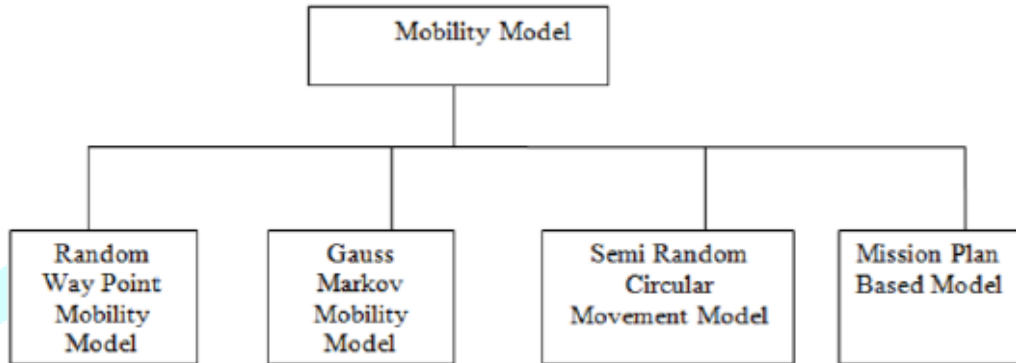 Mobility Model
Random
Way Point
Mobility
Model
Gauss
Markov
Mobility
Model
Semi Random
Circular
Movement Model
Mission Plan
Based Model